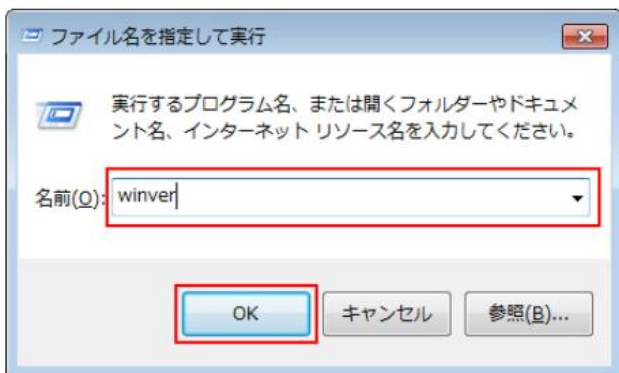 ファイル名を指定して実行
実行するプログラム名、または開くフォルダーやドキュメ
ント名、インターネット リソース名を入力してください。
名前(O): winver
OK キャンセル 参照(B)...